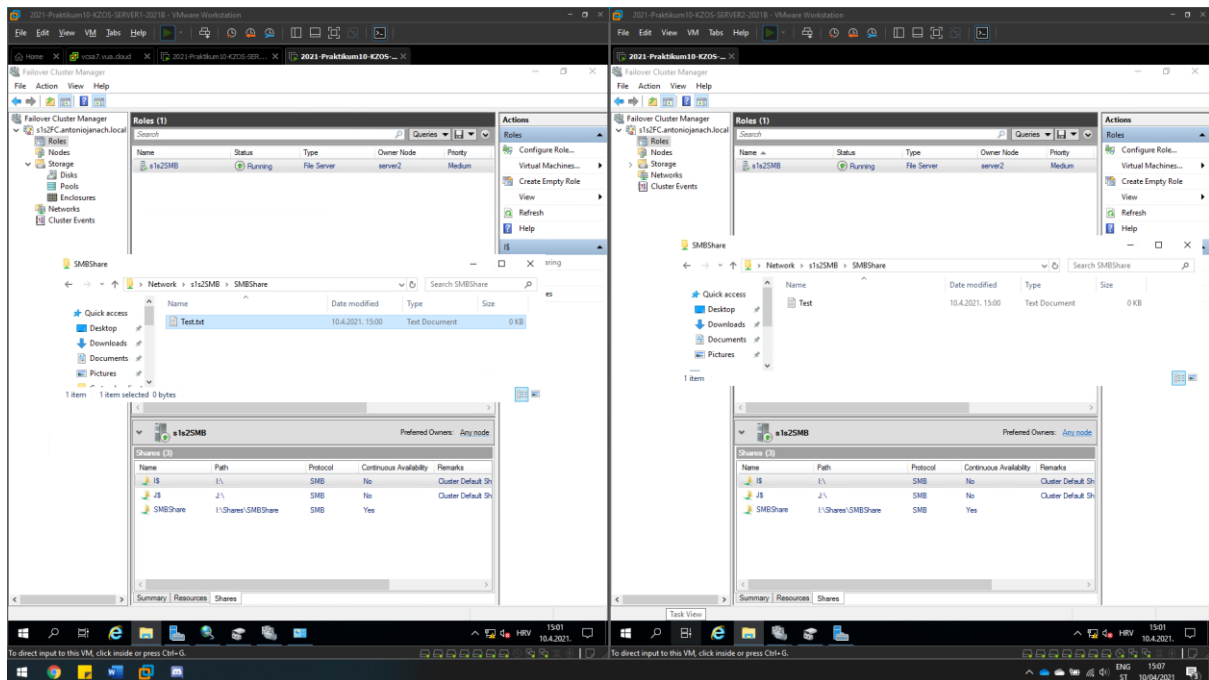 2021-Praktikum10-KZOS-SERVER1-2021B - VMware Workstation
File Edit View VM Tabs Help
Home vcsa7.vua.cloud 2021-Praktikum10-KZOS-SER... 2021-Praktikum10-KZOS-...
Failover Cluster Manager
File Action View Help
Failover Cluster Manager
s1s2FC.antoniojanach.local
Roles
Nodes
Storage
Disks
Pools
Enclosures
Networks
Cluster Events
Roles (1)
Search Queries
Name Status Type Owner Node Priority
s1s2SMB Running File Server server2 Medium
Actions
Roles
Configure Role...
Virtual Machines...
Create Empty Role
View
Refresh
Help
I$
SMBShare
Network > s1s2SMB > SMBShare
Search SMBShare
Quick access
Desktop
Downloads
Documents
Pictures
Name Date modified Type Size
Test.txt 10.4.2021. 15:00 Text Document 0 KB
1 item 1 item selected 0 bytes
s1s2SMB Preferred Owners: Any node
Shares (3)
Name Path Protocol Continuous Availability Remarks
I$ I:\ SMB No Cluster Default Sh
J$ J:\ SMB No Cluster Default Sh
SMBShare I:\Shares\SMBShare SMB Yes
Summary Resources Shares
HRV 15:01
10.4.2021.
To direct input to this VM, click inside or press Ctrl+G.
2021-Praktikum10-KZOS-SERVER2-2021B - VMware Workstation
File Edit View VM Tabs Help
2021-Praktikum10-KZOS-...
Failover Cluster Manager
File Action View Help
Failover Cluster Manager
s1s2FC.antoniojanach.local
Roles
Nodes
Storage
Networks
Cluster Events
Roles (1)
Search Queries
Name Status Type Owner Node Priority
s1s2SMB Running File Server server2 Medium
Actions
Roles
Configure Role...
Virtual Machines...
Create Empty Role
View
Refresh
Help
SMBShare
Network > s1s2SMB > SMBShare
Search SMBShare
Quick access
Desktop
Downloads
Documents
Pictures
Name Date modified Type Size
Test 10.4.2021. 15:00 Text Document 0 KB
1 item
s1s2SMB Preferred Owners: Any node
Shares (3)
Name Path Protocol Continuous Availability Remarks
I$ I:\ SMB No Cluster Default Sh
J$ J:\ SMB No Cluster Default Sh
SMBShare I:\Shares\SMBShare SMB Yes
Summary Resources Shares
Task View
HRV 15:01
10.4.2021.
To direct input to this VM, click inside or press Ctrl+G.
ENG 15:07
ST 10/04/2021